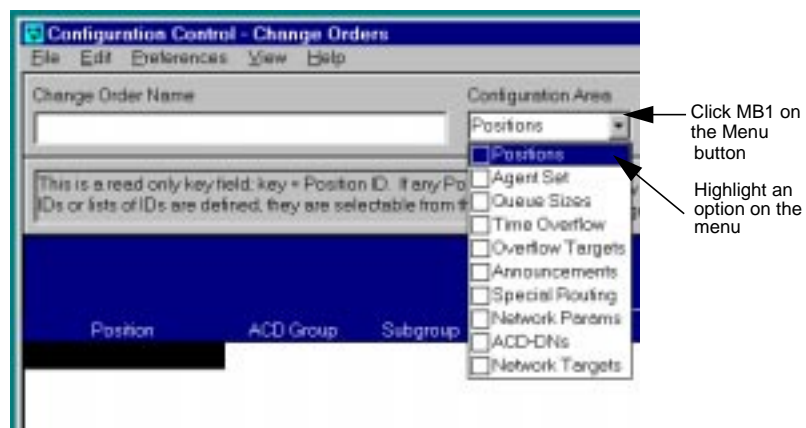 Configuration Control - Change Orders
File Edit Preferences View Help
Change Order Name
Configuration Area
Positions
Positions
Agent Set
Queue Sizes
Time Overflow
Overflow Targets
Announcements
Special Routing
Network Params
ACD-DNs
Network Targets
This is a read only key field; key = Position ID. If any Po
IDs or lists of IDs are defined, they are selectable from th
Position ACD Group Subgroup
Click MB1 on
the Menu
button
Highlight an
option on the
menu